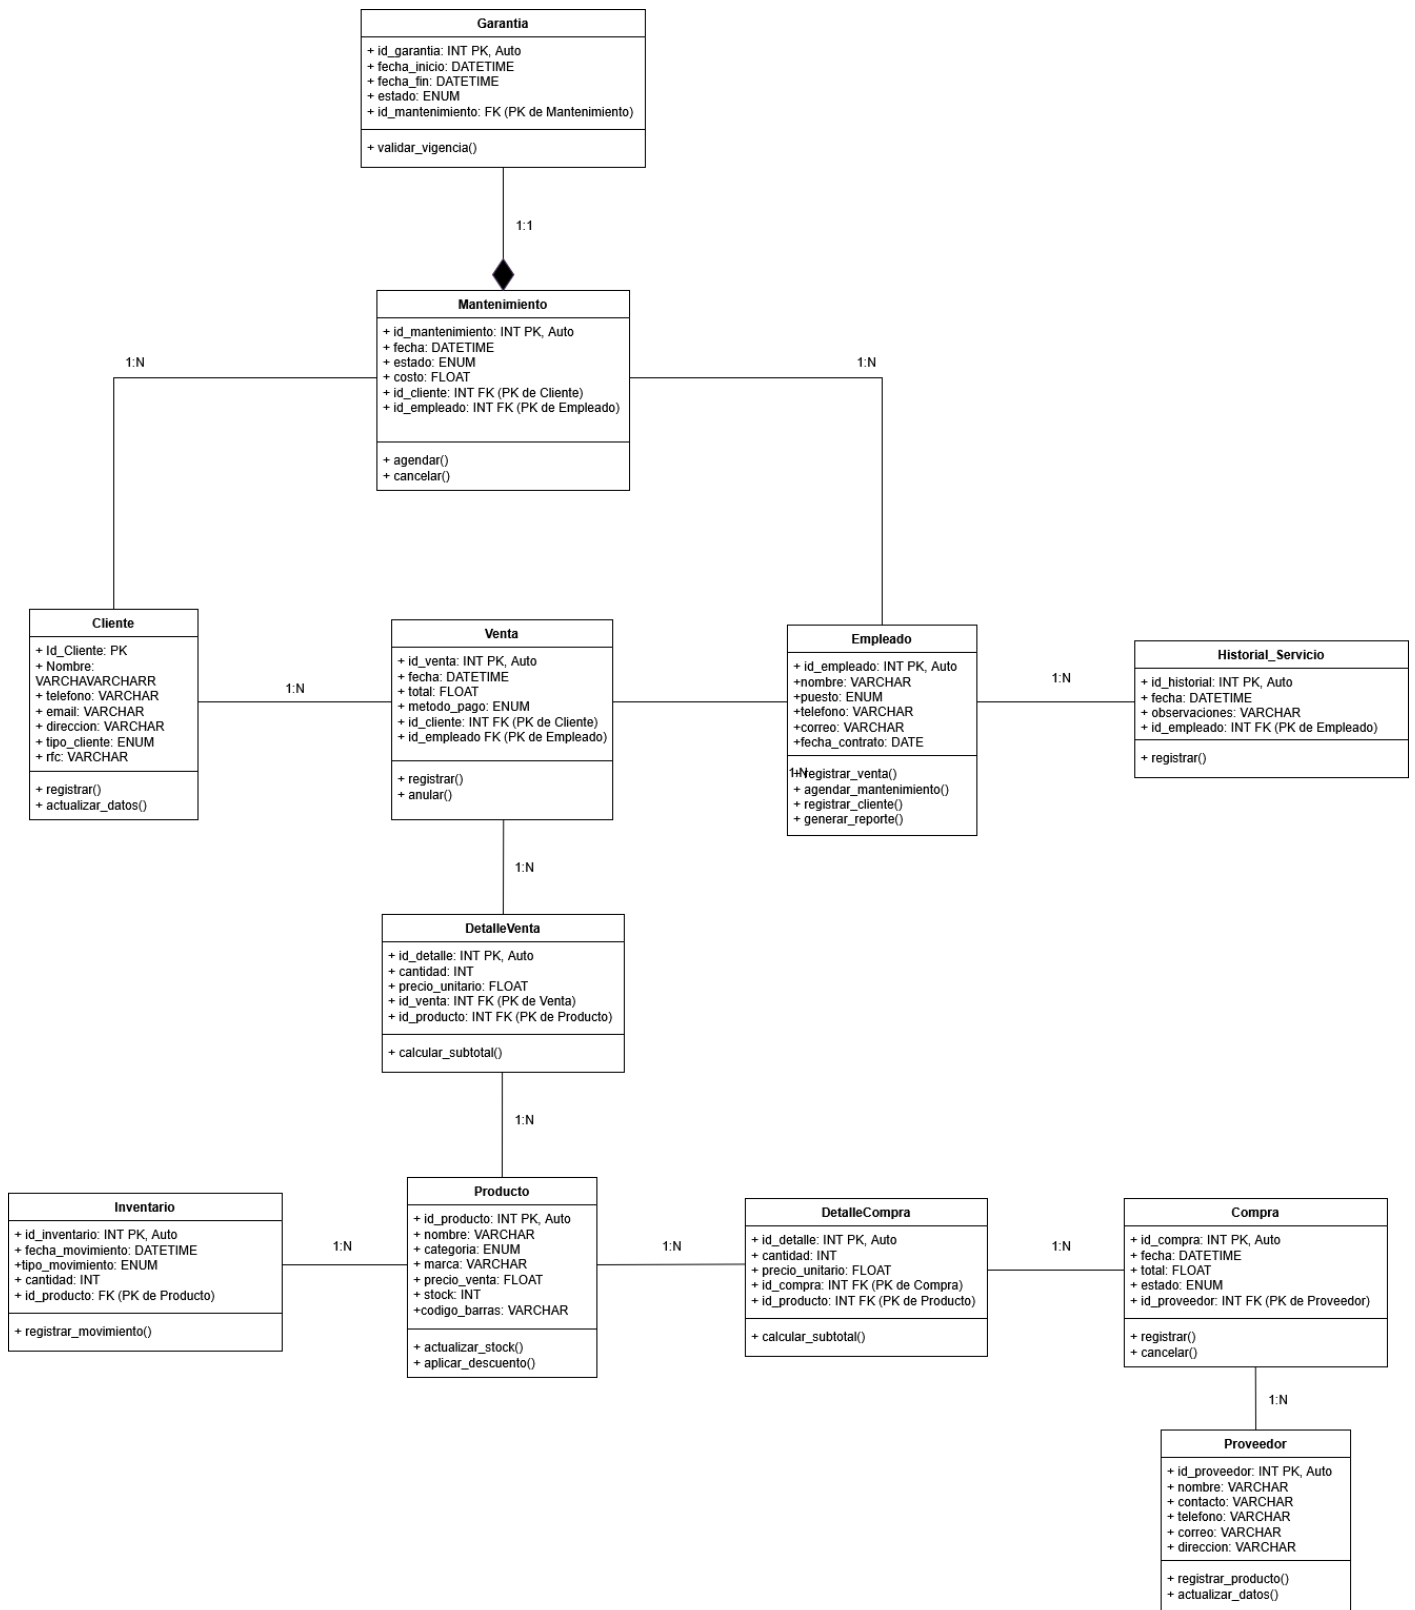 Garantia
+ id_garantia: INT PK, Auto
+ fecha_inicio: DATETIME
+ fecha_fin: DATETIME
+ estado: ENUM
+ id_mantenimiento: FK (PK de Mantenimiento)
+ validar_vigencia()
1:1
Mantenimiento
+ id_mantenimiento: INT PK, Auto
+ fecha: DATETIME
+ estado: ENUM
+ costo: FLOAT
+ id_cliente: INT FK (PK de Cliente)
+ id_empleado: INT FK (PK de Empleado)
+ agendar()
+ cancelar()
1:N
1:N
Cliente
+ Id_Cliente: PK
+ Nombre:
VARCHAVARCHARR
+ telefono: VARCHAR
+ email: VARCHAR
+ direccion: VARCHAR
+ tipo_cliente: ENUM
+ rfc: VARCHAR
+ registrar()
+ actualizar_datos()
1:N
Venta
+ id_venta: INT PK, Auto
+ fecha: DATETIME
+ total: FLOAT
+ metodo_pago: ENUM
+ id_cliente: INT FK (PK de Cliente)
+ id_empleado FK (PK de Empleado)
+ registrar()
+ anular()
Empleado
+ id_empleado: INT PK, Auto
+nombre: VARCHAR
+puesto: ENUM
+telefono: VARCHAR
+correo: VARCHAR
+fecha_contrato: DATE
1:N
+ registrar_venta()
+ agendar_mantenimiento()
+ registrar_cliente()
+ generar_reporte()
1:N
Historial_Servicio
+ id_historial: INT PK, Auto
+ fecha: DATETIME
+ observaciones: VARCHAR
+ id_empleado: INT FK (PK de Empleado)
+ registrar()
1:N
DetalleVenta
+ id_detalle: INT PK, Auto
+ cantidad: INT
+ precio_unitario: FLOAT
+ id_venta: INT FK (PK de Venta)
+ id_producto: INT FK (PK de Producto)
+ calcular_subtotal()
1:N
Inventario
+ id_inventario: INT PK, Auto
+ fecha_movimiento: DATETIME
+tipo_movimiento: ENUM
+ cantidad: INT
+ id_producto: FK (PK de Producto)
+ registrar_movimiento()
1:N
Producto
+ id_producto: INT PK, Auto
+ nombre: VARCHAR
+ categoria: ENUM
+ marca: VARCHAR
+ precio_venta: FLOAT
+ stock: INT
+codigo_barras: VARCHAR
+ actualizar_stock()
+ aplicar_descuento()
1:N
DetalleCompra
+ id_detalle: INT PK, Auto
+ cantidad: INT
+ precio_unitario: FLOAT
+ id_compra: INT FK (PK de Compra)
+ id_producto: INT FK (PK de Producto)
+ calcular_subtotal()
1:N
Compra
+ id_compra: INT PK, Auto
+ fecha: DATETIME
+ total: FLOAT
+ estado: ENUM
+ id_proveedor: INT FK (PK de Proveedor)
+ registrar()
+ cancelar()
1:N
Proveedor
+ id_proveedor: INT PK, Auto
+ nombre: VARCHAR
+ contacto: VARCHAR
+ telefono: VARCHAR
+ correo: VARCHAR
+ direccion: VARCHAR
+ registrar_producto()
+ actualizar_datos()